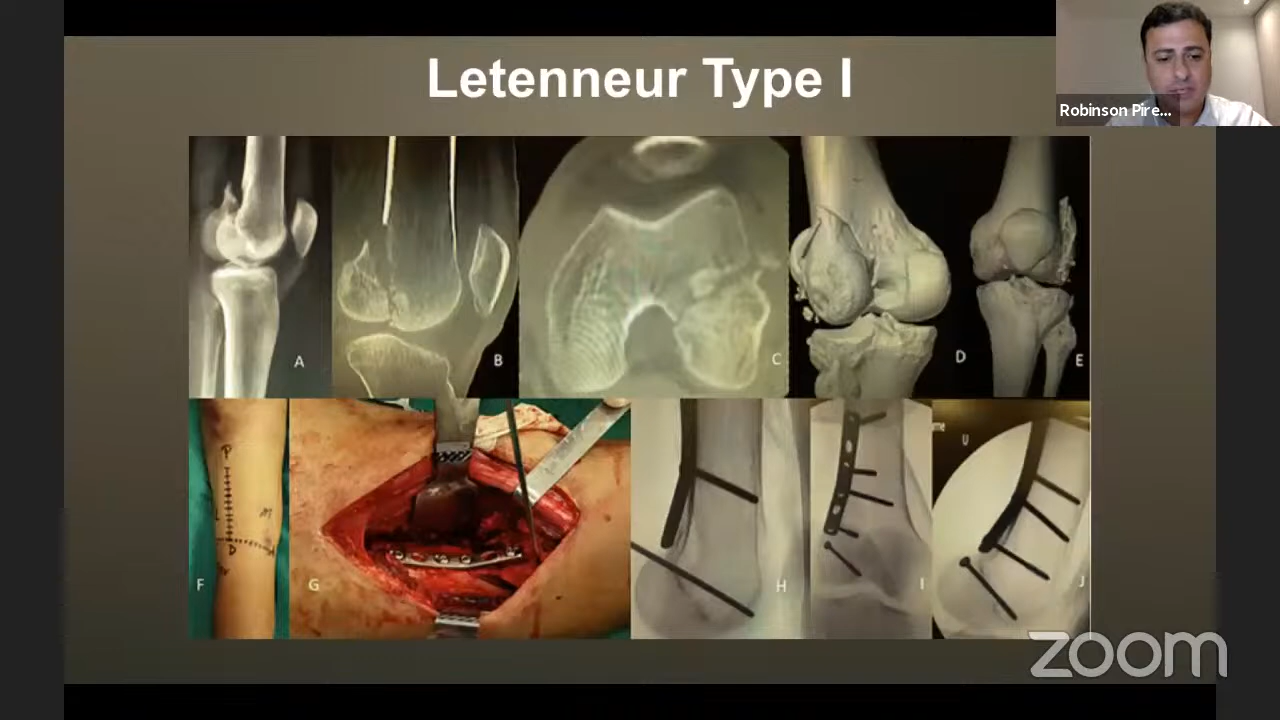 Letenneur Type I
Robinson Pire...
A
B
C
D
E
P
L
M
D
F
G
H
I
U
J
zoom